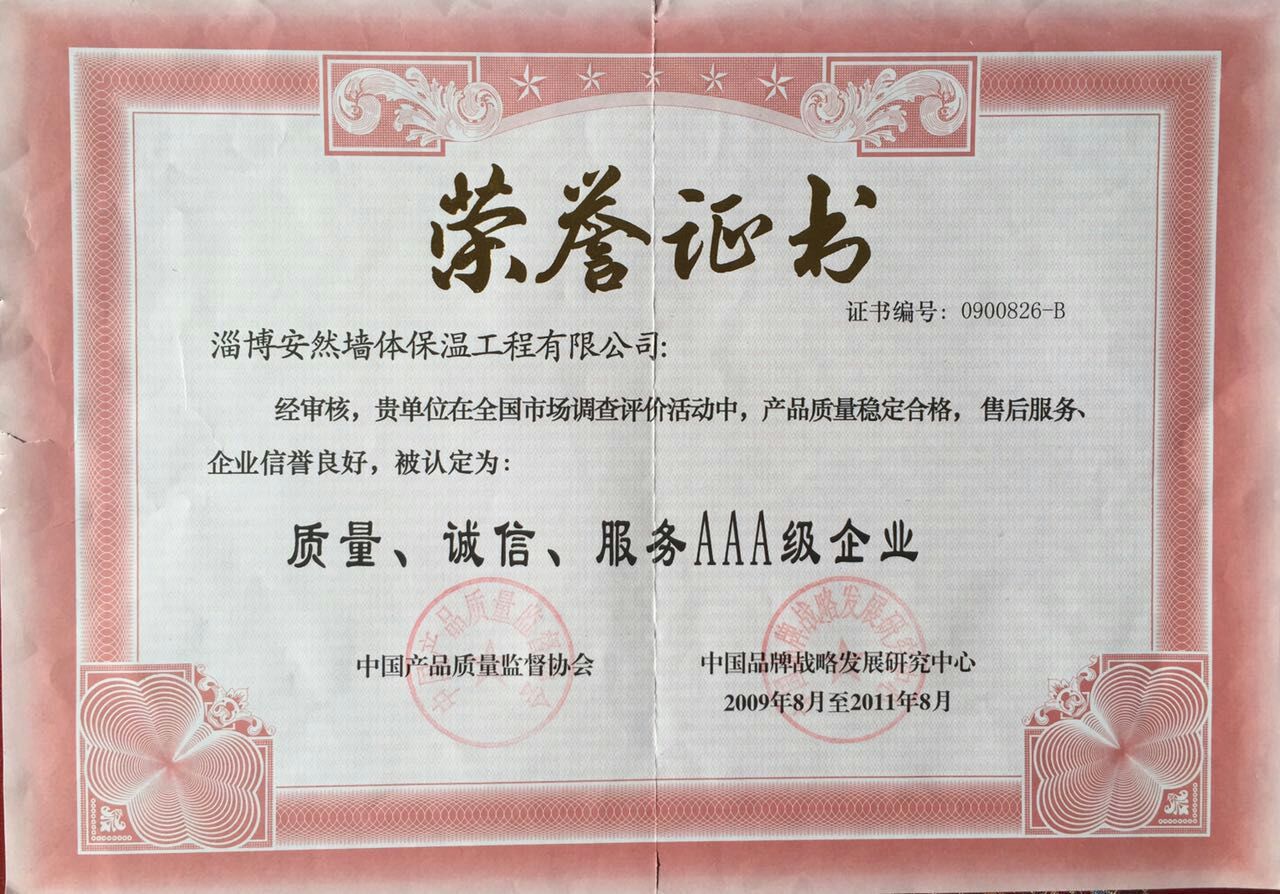 荣誉证书
证书编号：0900826-B
淄博安然墙体保温工程有限公司:
经审核，贵单位在全国市场调查评价活动中，产品质量稳定合格，售后服务、
企业信誉良好，被认定为：
质量、诚信、服务AAA级企业
中国产品质量监督协会
中国品牌战略发展研究中心
2009年8月至2011年8月